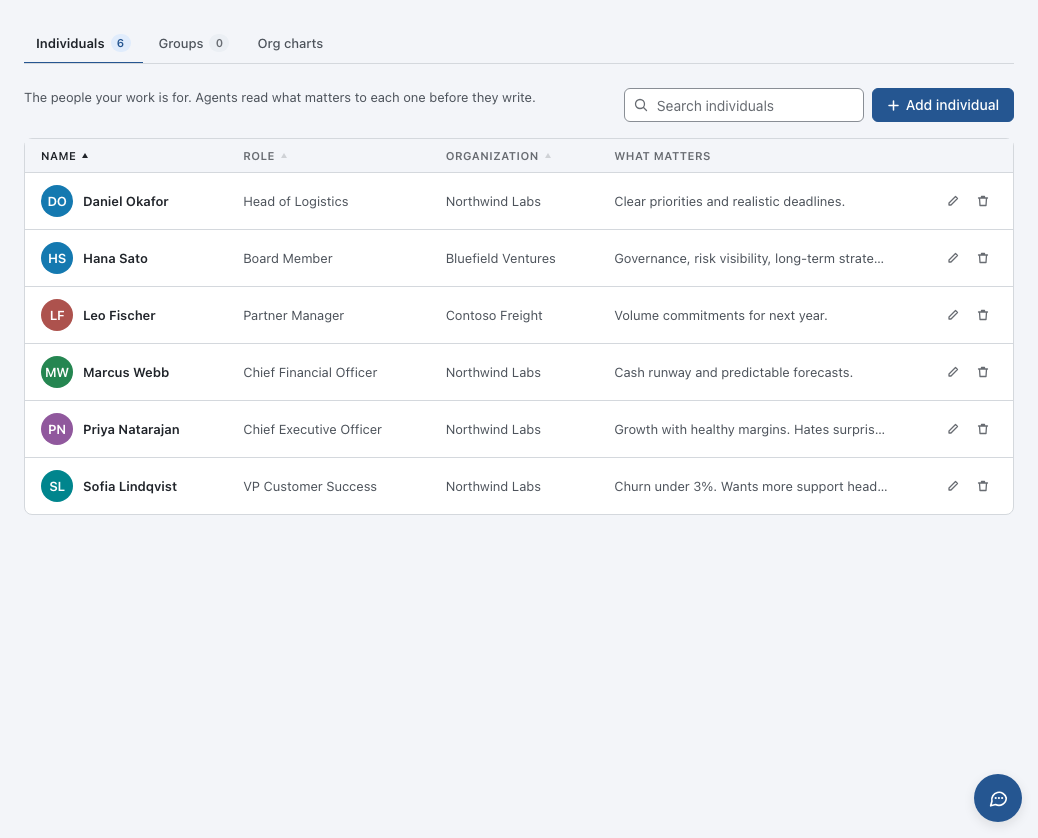 Individuals 6 Groups 0 Org charts
The people your work is for. Agents read what matters to each one before they write.
Search individuals
+ Add individual
NAME ROLE ORGANIZATION WHAT MATTERS
DO Daniel Okafor Head of Logistics Northwind Labs Clear priorities and realistic deadlines.
HS Hana Sato Board Member Bluefield Ventures Governance, risk visibility, long-term strate...
LF Leo Fischer Partner Manager Contoso Freight Volume commitments for next year.
MW Marcus Webb Chief Financial Officer Northwind Labs Cash runway and predictable forecasts.
PN Priya Natarajan Chief Executive Officer Northwind Labs Growth with healthy margins. Hates surpris...
SL Sofia Lindqvist VP Customer Success Northwind Labs Churn under 3%. Wants more support head...